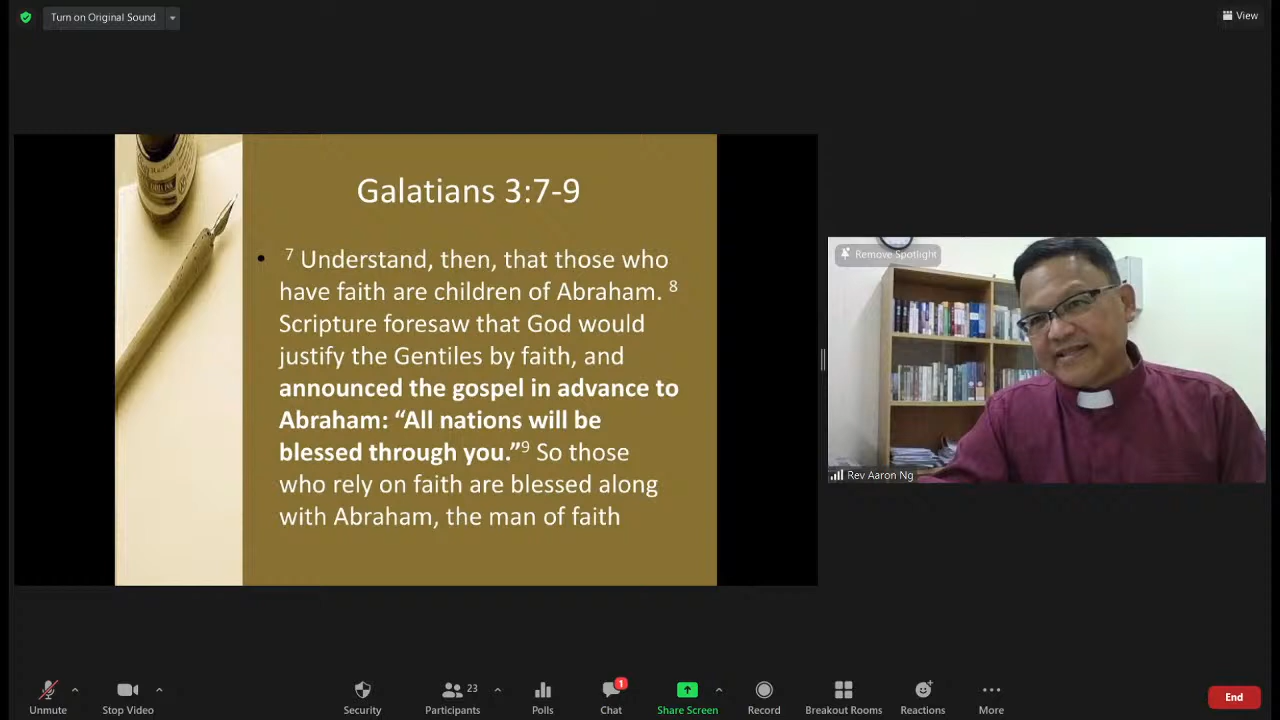 Turn on Original Sound
View
Galatians 3:7-9
• ⁷ Understand, then, that those who
have faith are children of Abraham. ⁸
Scripture foresaw that God would
justify the Gentiles by faith, and
announced the gospel in advance to
Abraham: “All nations will be
blessed through you.”⁹ So those
who rely on faith are blessed along
with Abraham, the man of faith
Remove Spotlight
Rev Aaron Ng
Unmute
Stop Video
Security
Participants 23
Polls
Chat 1
Share Screen
Record
Breakout Rooms
Reactions
More
End